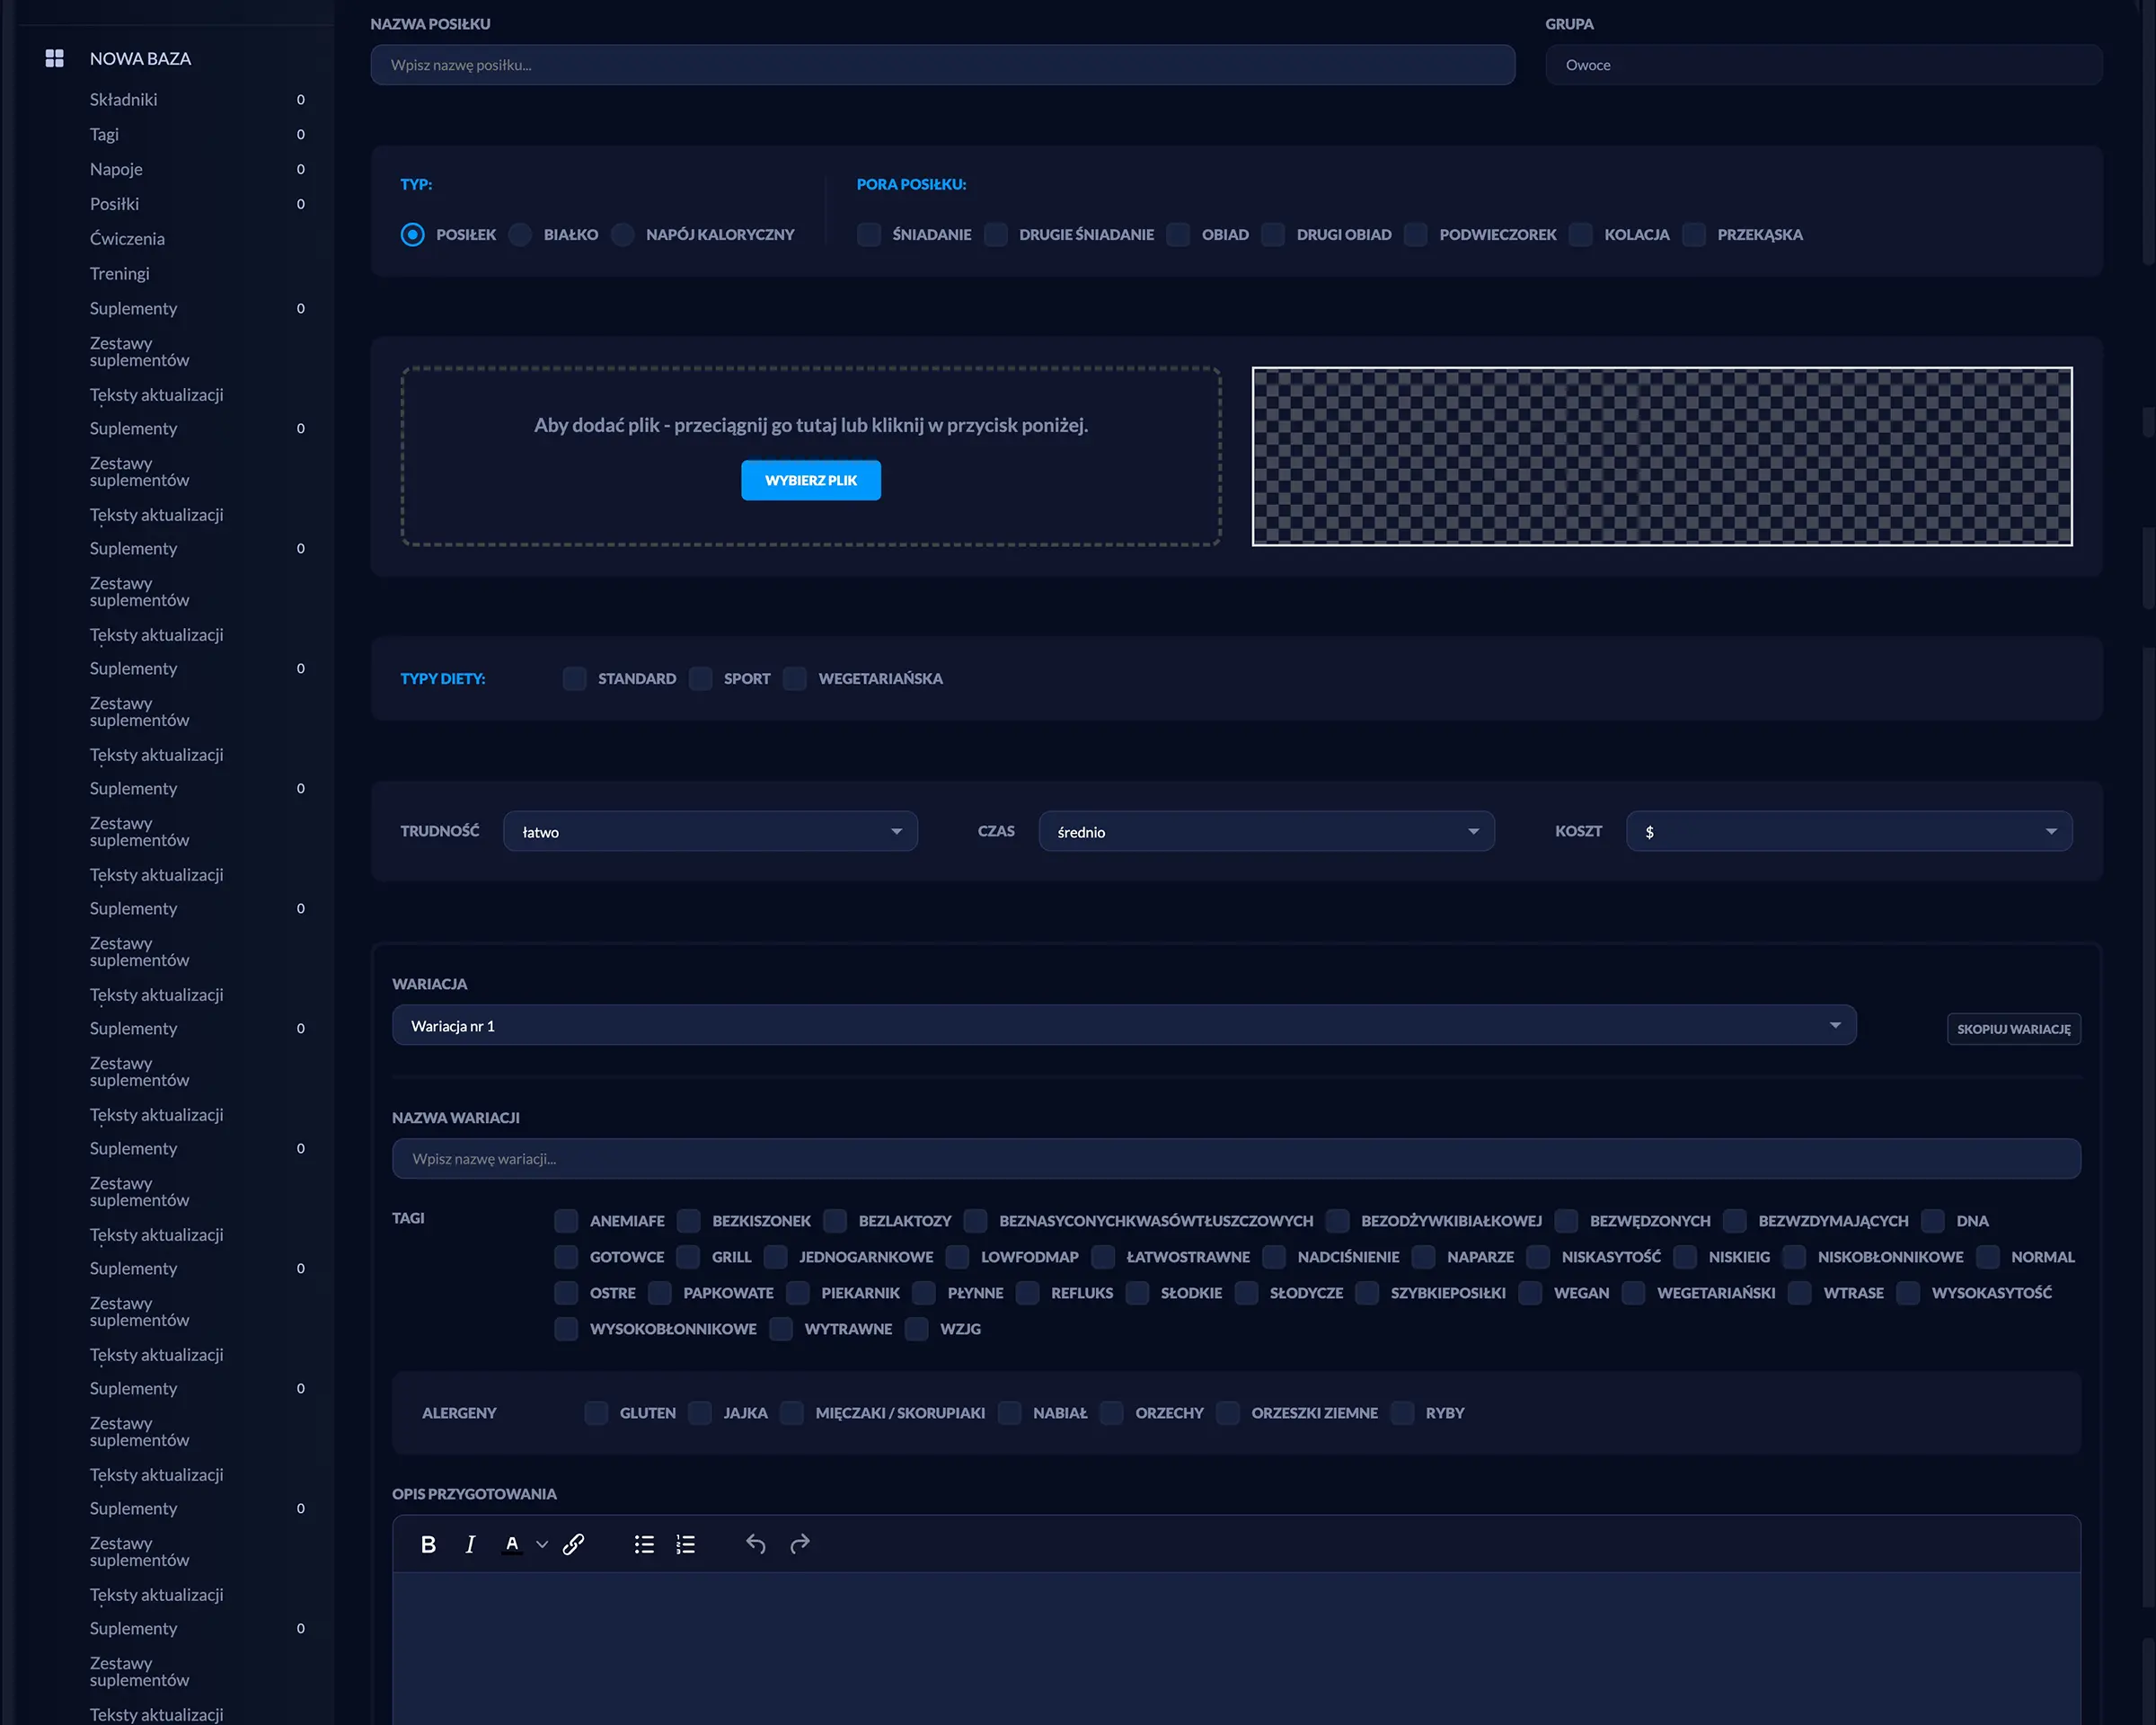 NOWA BAZA
Składniki 0
Tagi 0
Napoje 0
Posiłki 0
Ćwiczenia
Treningi
Suplementy 0
Zestawy
suplementów
Teksty aktualizacji
Suplementy 0
Zestawy
suplementów
Teksty aktualizacji
Suplementy 0
Zestawy
suplementów
Teksty aktualizacji
Suplementy 0
Zestawy
suplementów
Teksty aktualizacji
Suplementy 0
Zestawy
suplementów
Teksty aktualizacji
Suplementy 0
Zestawy
suplementów
Teksty aktualizacji
Suplementy 0
Zestawy
suplementów
Teksty aktualizacji
Suplementy 0
Zestawy
suplementów
Teksty aktualizacji
Suplementy 0
Zestawy
suplementów
Teksty aktualizacji
Suplementy 0
Zestawy
suplementów
Teksty aktualizacji
Suplementy 0
Zestawy
suplementów
Teksty aktualizacji
Suplementy 0
Zestawy
suplementów
Teksty aktualizacji
NAZWA POSIŁKU GRUPA
Wpisz nazwę posiłku... Owoce
TYP: PORA POSIŁKU:
POSIŁEK BIAŁKO NAPÓJ KALORYCZNY ŚNIADANIE DRUGIE ŚNIADANIE OBIAD DRUGI OBIAD PODWIECZOREK KOLACJA PRZEKĄSKA
Aby dodać plik - przeciągnij go tutaj lub kliknij w przycisk poniżej.
WYBIERZ PLIK
TYPY DIETY: STANDARD SPORT WEGETARIAŃSKA
TRUDNOŚĆ łatwo CZAS średnio KOSZT $
WARIACJA
Wariacja nr 1 SKOPIUJ WARIACJĘ
NAZWA WARIACJI
Wpisz nazwę wariacji...
TAGI ANEMIAFE BEZKISZONEK BEZLAKTOZY BEZNASYCONYCHKWASÓWTŁUSZCZOWYCH BEZODŻYWKIBIAŁKOWEJ BEZWĘDZONYCH BEZWZDYMAJĄCYCH DNA
GOTOWCE GRILL JEDNOGARNKOWE LOWFODMAP ŁATWOSTRAWNE NADCIŚNIENIE NAPARZE NISKASYTOŚĆ NISKIEIG NISKOBŁONNIKOWE NORMAL
OSTRE PAPKOWATE PIEKARNIK PŁYNNE REFLUKS SŁODKIE SŁODYCZE SZYBKIEPOSIŁKI WEGAN WEGETARIAŃSKI WTRASE WYSOKASYTOŚĆ
WYSOKOBŁONNIKOWE WYTRAWNE WZJG
ALERGENY GLUTEN JAJKA MIĘCZAKI / SKORUPIAKI NABIAŁ ORZECHY ORZESZKI ZIEMNE RYBY
OPIS PRZYGOTOWANIA
B I A